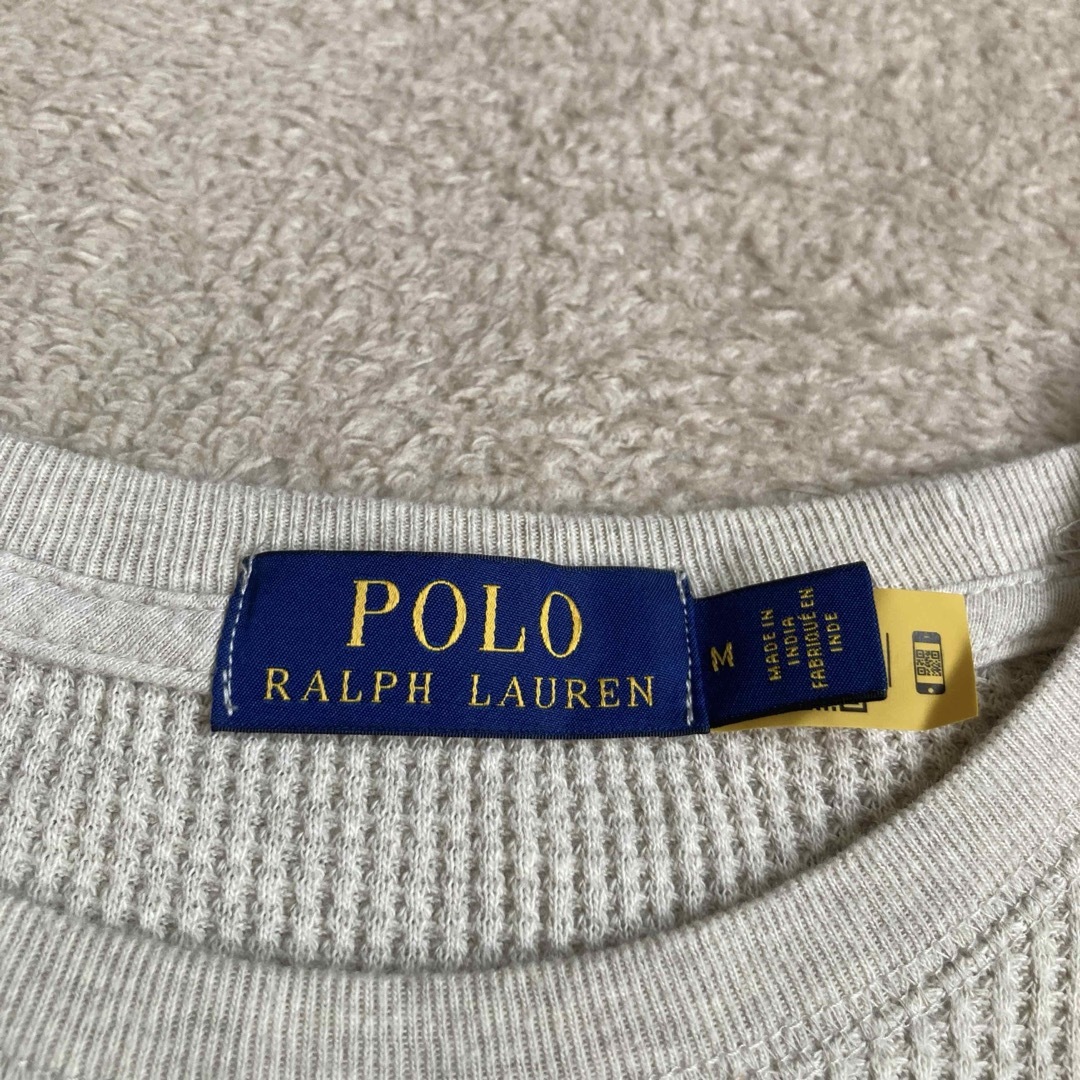 POLO
RALPH LAUREN
M
MADE IN
INDIA
FABRIQUÉ EN
INDE